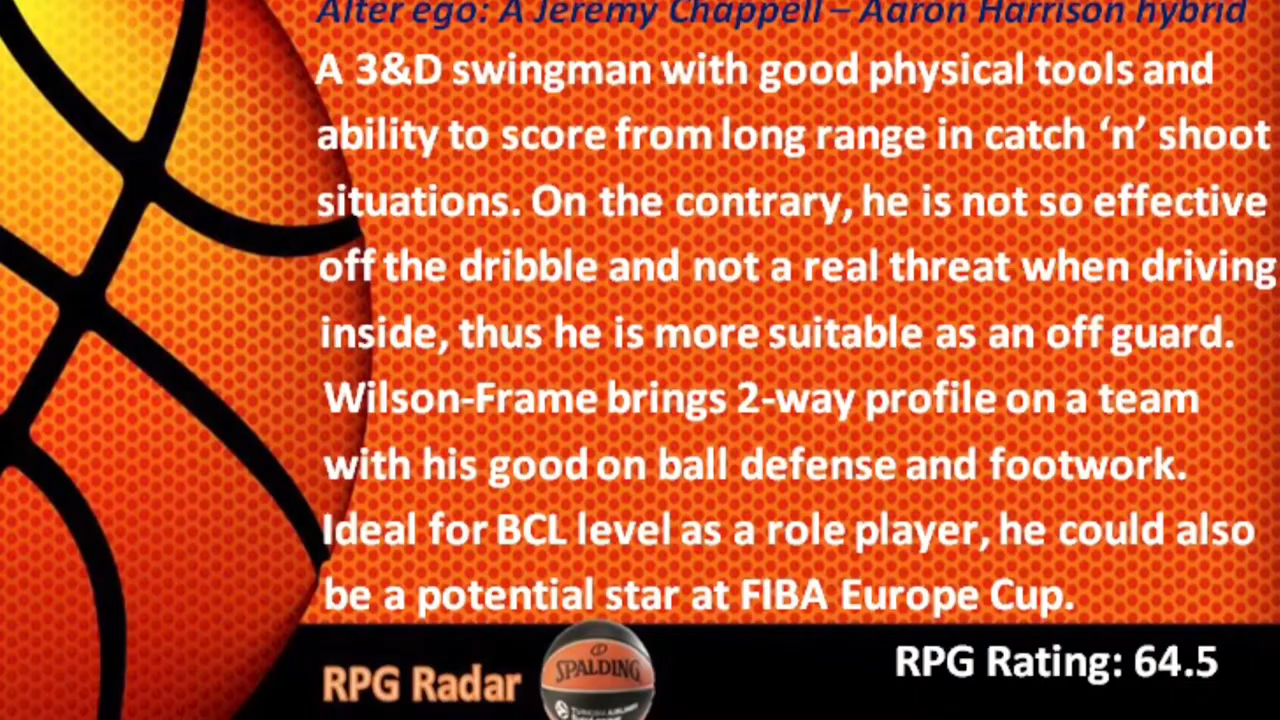 Alter ego: A Jeremy Chappell – Aaron Harrison hybrid
A 3&D swingman with good physical tools and
ability to score from long range in catch ‘n’ shoot
situations. On the contrary, he is not so effective
off the dribble and not a real threat when driving
inside, thus he is more suitable as an off guard.
Wilson-Frame brings 2-way profile on a team
with his good on ball defense and footwork.
Ideal for BCL level as a role player, he could also
be a potential star at FIBA Europe Cup.
RPG Rating: 64.5
RPG Radar
SPALDING
TURKISH AIRLINES